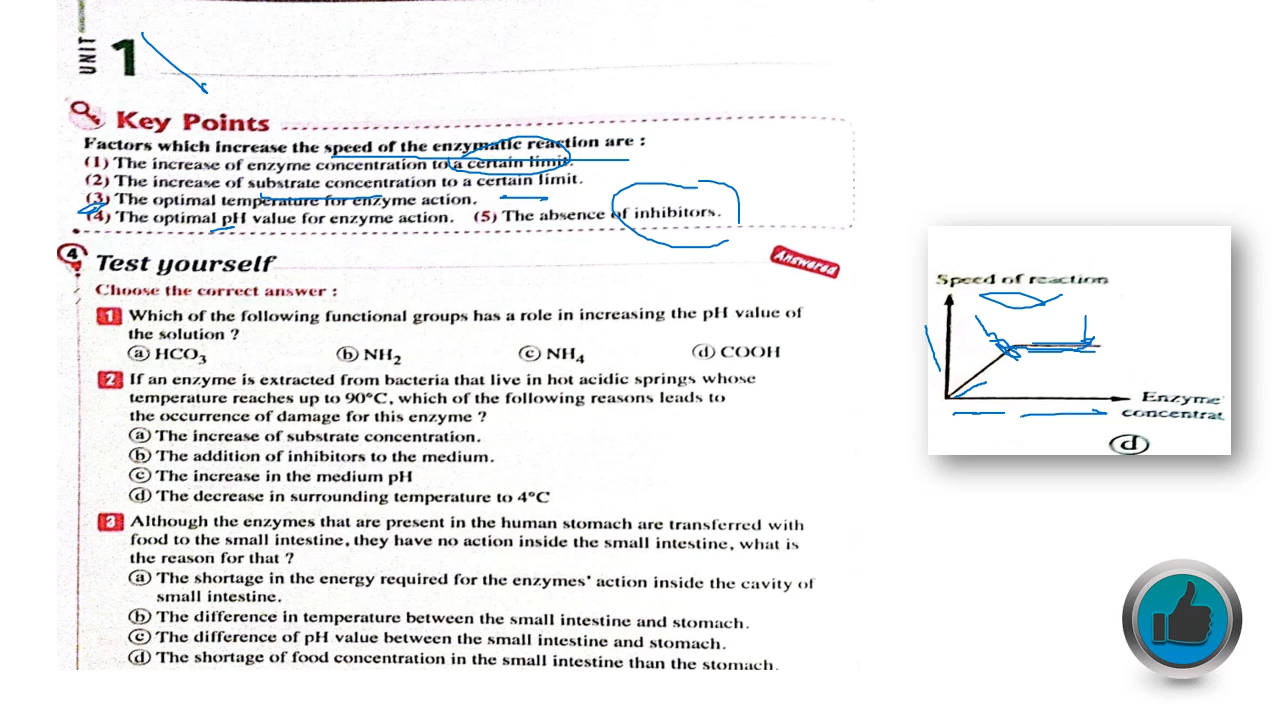 UNIT
1
Key Points
Factors which increase the speed of the enzymatic reaction are :
(1) The increase of enzyme concentration to a certain limit.
(2) The increase of substrate concentration to a certain limit.
(3) The optimal temperature for enzyme action.
(4) The optimal pH value for enzyme action. (5) The absence of inhibitors.
4 Test yourself
Answered
Choose the correct answer :
1 Which of the following functional groups has a role in increasing the pH value of
the solution ?
a HCO3 b NH2 c NH4 d COOH
2 If an enzyme is extracted from bacteria that live in hot acidic springs whose
temperature reaches up to 90°C, which of the following reasons leads to
the occurrence of damage for this enzyme ?
a The increase of substrate concentration.
b The addition of inhibitors to the medium.
c The increase in the medium pH
d The decrease in surrounding temperature to 4°C
3 Although the enzymes that are present in the human stomach are transferred with
food to the small intestine, they have no action inside the small intestine, what is
the reason for that ?
a The shortage in the energy required for the enzymes' action inside the cavity of
small intestine.
b The difference in temperature between the small intestine and stomach.
c The difference of pH value between the small intestine and stomach.
d The shortage of food concentration in the small intestine than the stomach.
Speed of reaction
Enzyme
concentrat
d